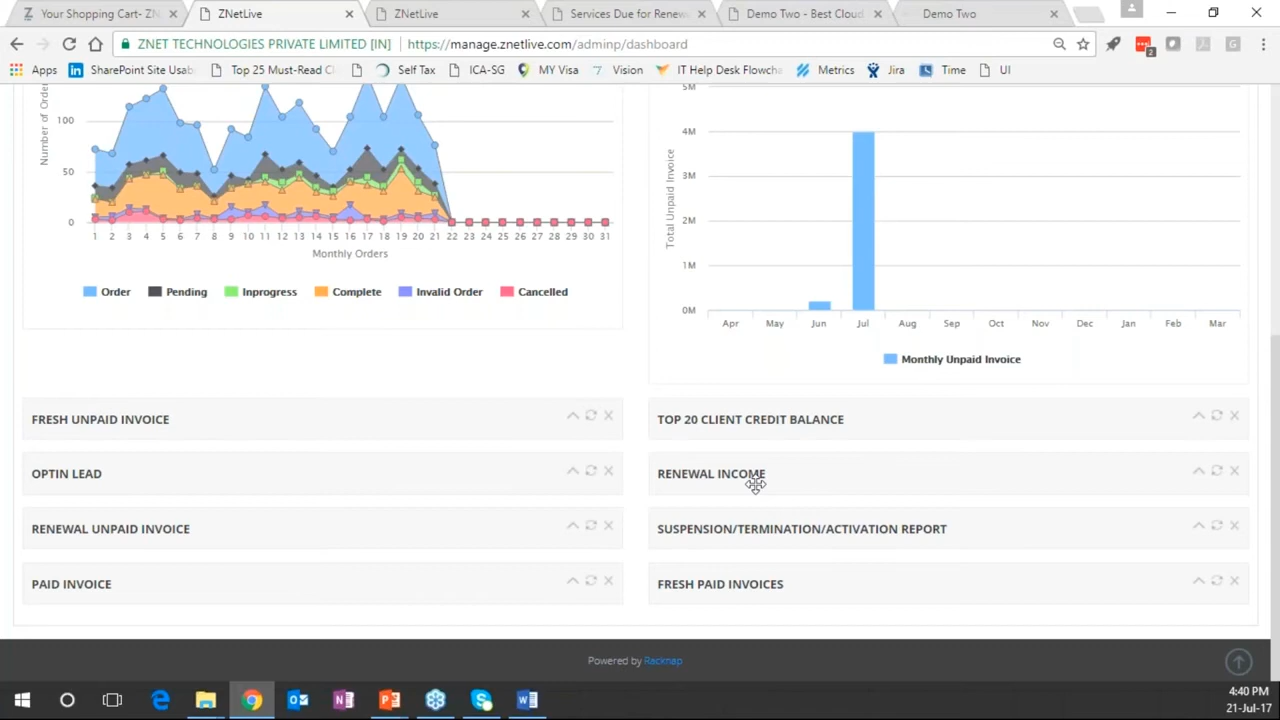 Your Shopping Cart- ZN
ZNetLive
ZNetLive
Services Due for Renew
Demo Two - Best Cloud
Demo Two
ZNET TECHNOLOGIES PRIVATE LIMITED [IN]
https://manage.znetlive.com/adminp/dashboard
2
Apps
SharePoint Site Usab
Top 25 Must-Read C
Self Tax
ICA-SG
MY Visa
Vision
IT Help Desk Flowcha
Metrics
Jira
Time
UI
Number of Order
100
50
0
1 2 3 4 5 6 7 8 9 10 11 12 13 14 15 16 17 18 19 20 21 22 23 24 25 26 27 28 29 30 31
Monthly Orders
Order
Pending
Inprogress
Complete
Invalid Order
Cancelled
Total Unpaid Invoice
5M
4M
3M
2M
1M
0M
Apr May Jun Jul Aug Sep Oct Nov Dec Jan Feb Mar
Monthly Unpaid Invoice
FRESH UNPAID INVOICE
TOP 20 CLIENT CREDIT BALANCE
OPTIN LEAD
RENEWAL INCOME
RENEWAL UNPAID INVOICE
SUSPENSION/TERMINATION/ACTIVATION REPORT
PAID INVOICE
FRESH PAID INVOICES
Powered by Racknap
4:40 PM
21-Jul-17